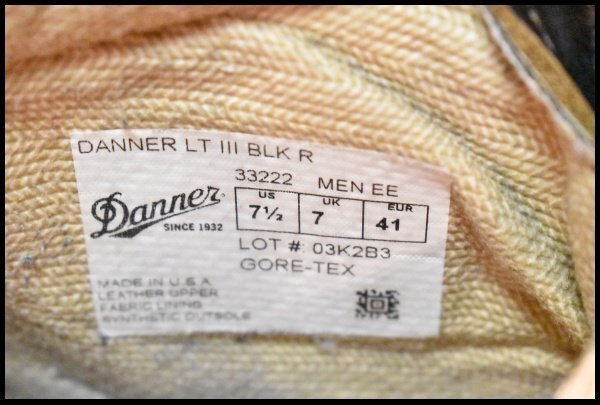 DANNER LT III BLK R
33222 MEN EE
Danner
SINCE 1932
US UK EUR
7½ 7 41
LOT #: 03K2B3
GORE-TEX
MADE IN U.S.A.
LEATHER UPPER
FABRIC LINING
SYNTHETIC OUTSOLE